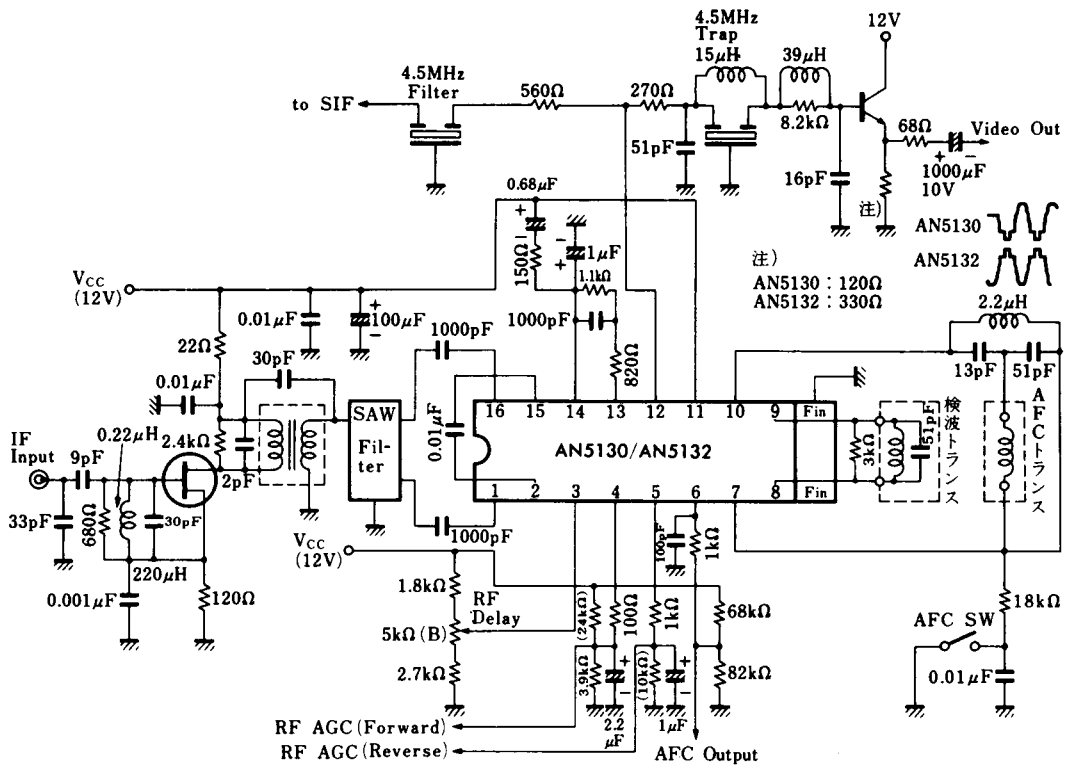 4.5MHz
Trap
15μH
39μH
12V
4.5MHz
Filter
to SIF
560Ω
270Ω
8.2kΩ
68Ω
Video Out
51pF
16pF
+ -
1000μF
10V
注)
0.68μF
+
-
150Ω
-
+
1μF
1.1kΩ
AN5130
AN5132
注)
AN5130：120Ω
AN5132：330Ω
VCC
(12V)
0.01μF
+
100μF
-
1000pF
1000pF
820Ω
2.2μH
13pF
51pF
22Ω
30pF
0.01μF
SAW
Fil-
ter
0.01μF
16
15
14
13
12
11
10
9
Fin
AN5130/AN5132
1
2
3
4
5
6
7
8
Fin
3kΩ
51pF
検波トランス
AFCトランス
IF
Input
9pF
0.22μH
2.4kΩ
2pF
33pF
680Ω
30pF
220μH
0.001μF
120Ω
1000pF
VCC
(12V)
1.8kΩ
RF
Delay
5kΩ(B)
2.7kΩ
100pF
1kΩ
(24kΩ)
100Ω
1kΩ
68kΩ
3.9kΩ
+
-
(10kΩ)
+
-
82kΩ
2.2
μF
1μF
18kΩ
AFC SW
0.01μF
RF AGC(Forward)
RF AGC(Reverse)
AFC Output